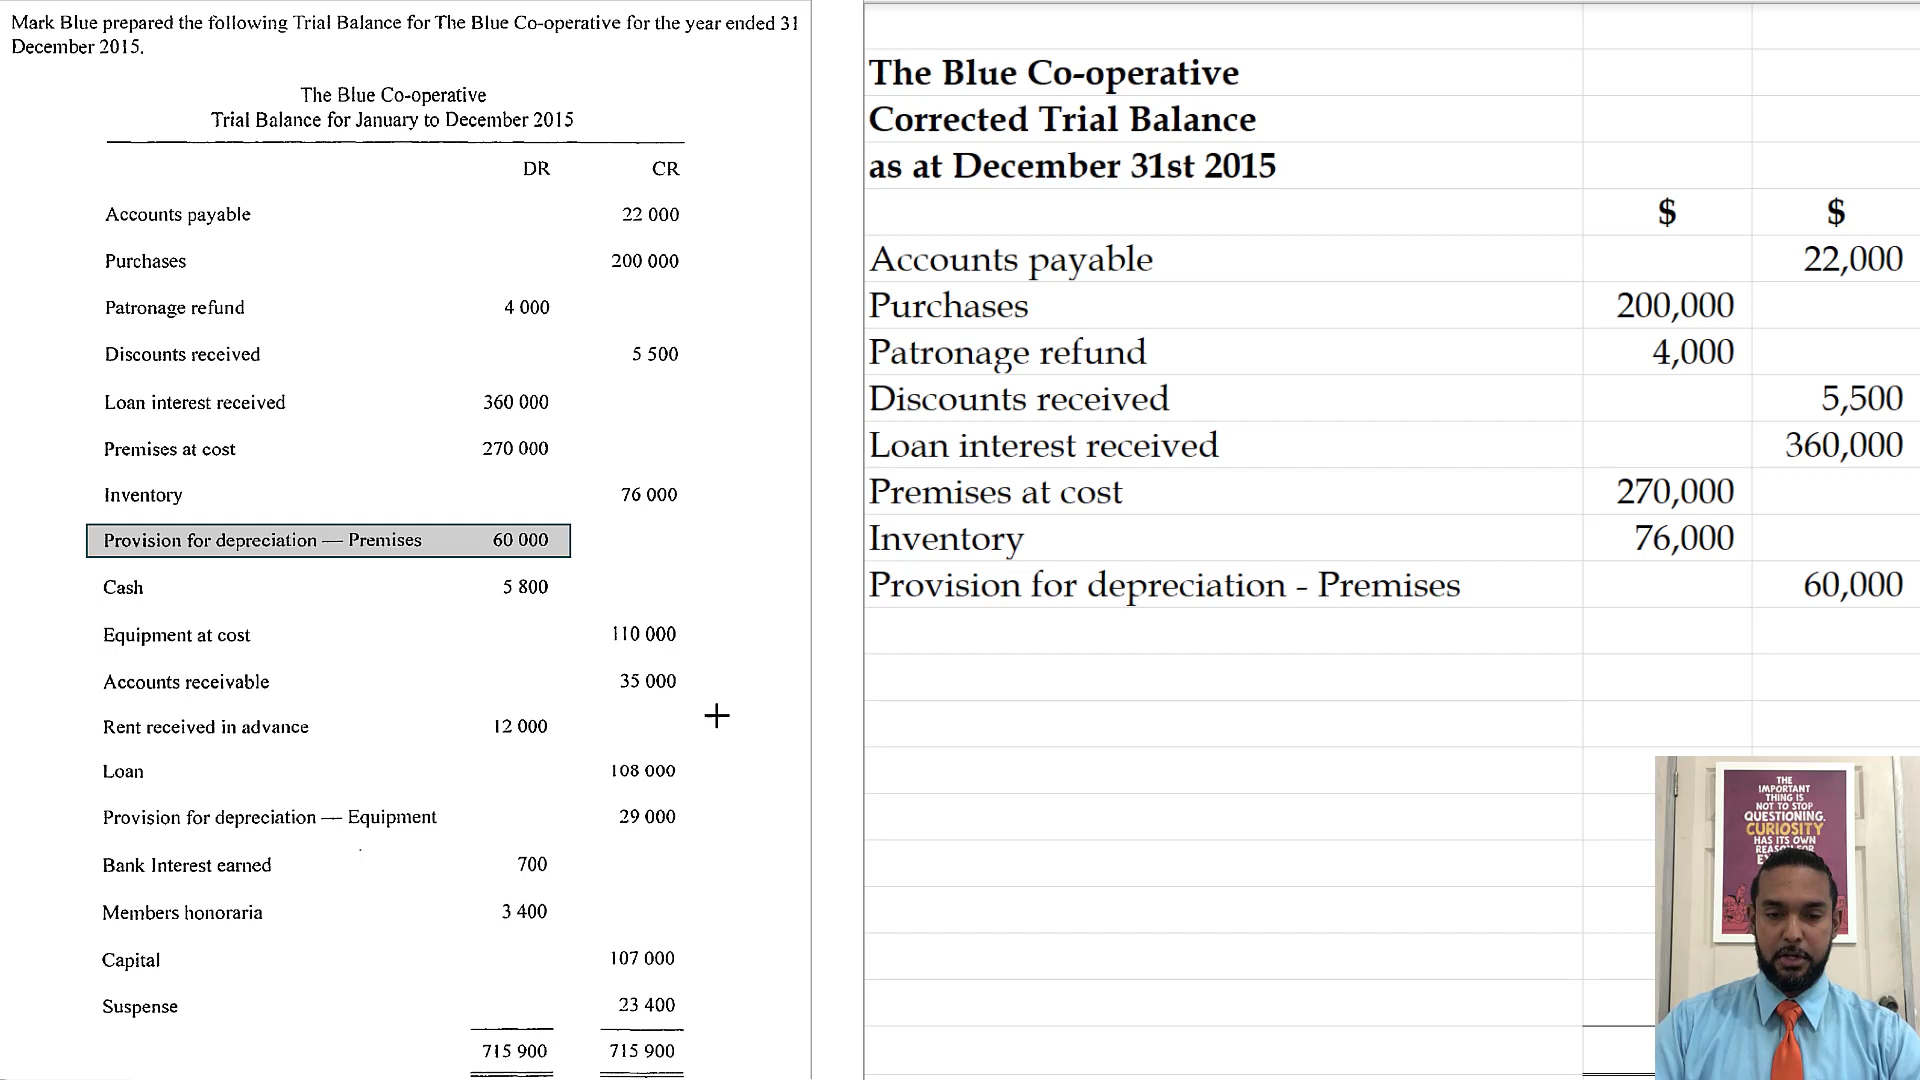 Mark Blue prepared the following Trial Balance for The Blue Co-operative for the year ended 31
December 2015.
The Blue Co-operative
Trial Balance for January to December 2015
DR CR
Accounts payable 22 000
Purchases 200 000
Patronage refund 4 000
Discounts received 5 500
Loan interest received 360 000
Premises at cost 270 000
Inventory 76 000
Provision for depreciation — Premises 60 000
Cash 5 800
Equipment at cost 110 000
Accounts receivable 35 000
Rent received in advance 12 000
Loan 108 000
Provision for depreciation — Equipment 29 000
Bank Interest earned 700
Members honoraria 3 400
Capital 107 000
Suspense 23 400
715 900 715 900
The Blue Co-operative
Corrected Trial Balance
as at December 31st 2015
$ $
Accounts payable 22,000
Purchases 200,000
Patronage refund 4,000
Discounts received 5,500
Loan interest received 360,000
Premises at cost 270,000
Inventory 76,000
Provision for depreciation - Premises 60,000
THE
IMPORTANT
THING IS
NOT TO STOP
QUESTIONING.
CURIOSITY
HAS ITS OWN
REASON FOR